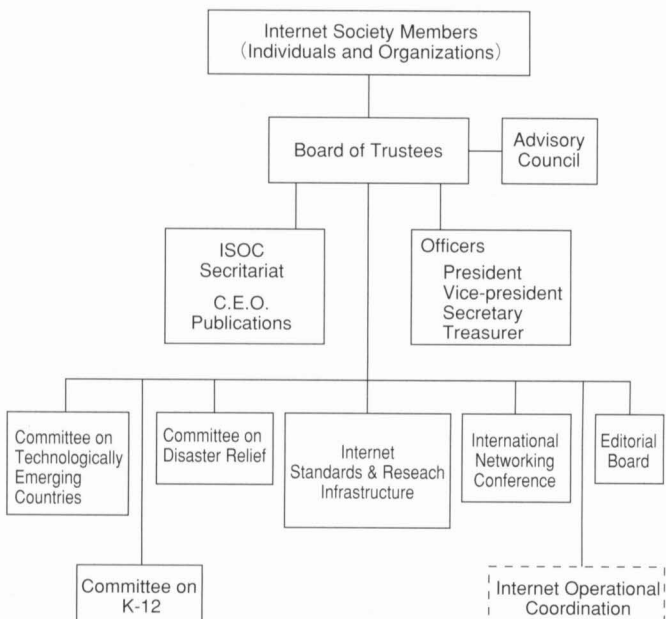 Internet Society Members
(Individuals and Organizations)
Board of Trustees
Advisory
Council
ISOC
Secritariat
C.E.O.
Publications
Officers
President
Vice-president
Secretary
Treasurer
Committee on
Technologically
Emerging
Countries
Committee on
Disaster Relief
Internet
Standards & Reseach
Infrastructure
International
Networking
Conference
Editorial
Board
Committee on
K-12
Internet Operational
Coordination